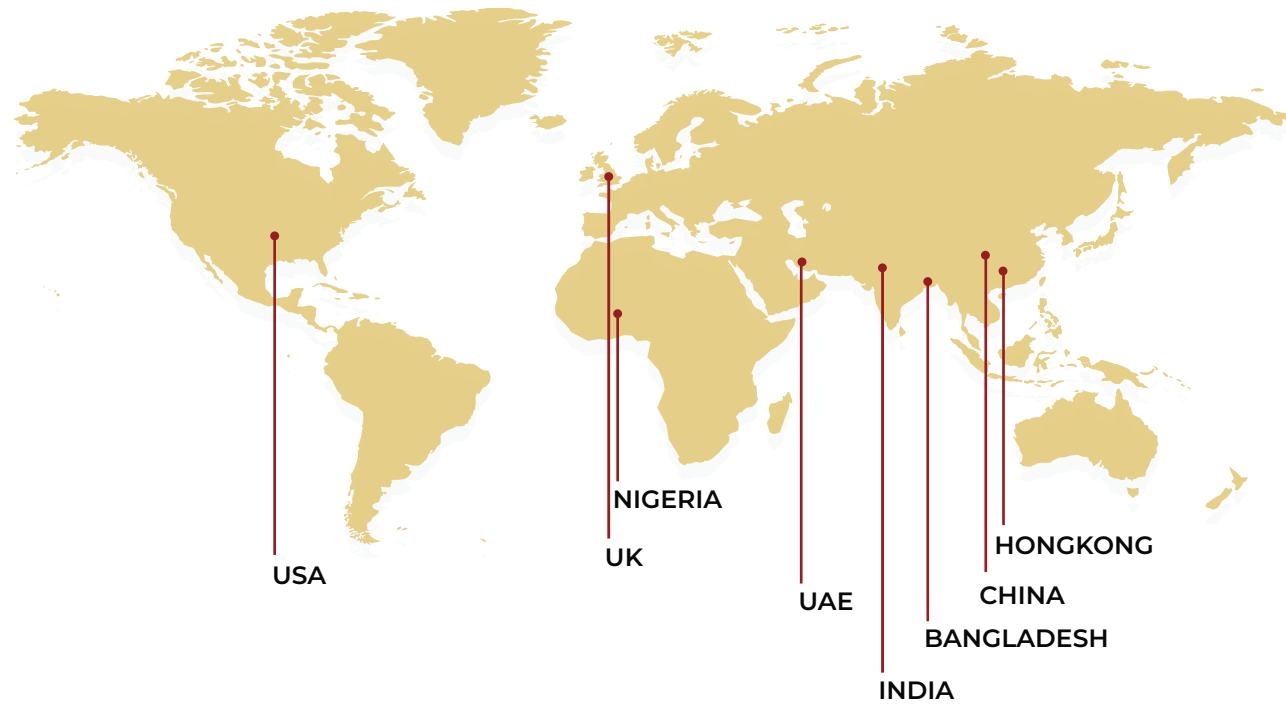 NIGERIA
HONGKONG
UK
USA
CHINA
UAE
BANGLADESH
INDIA